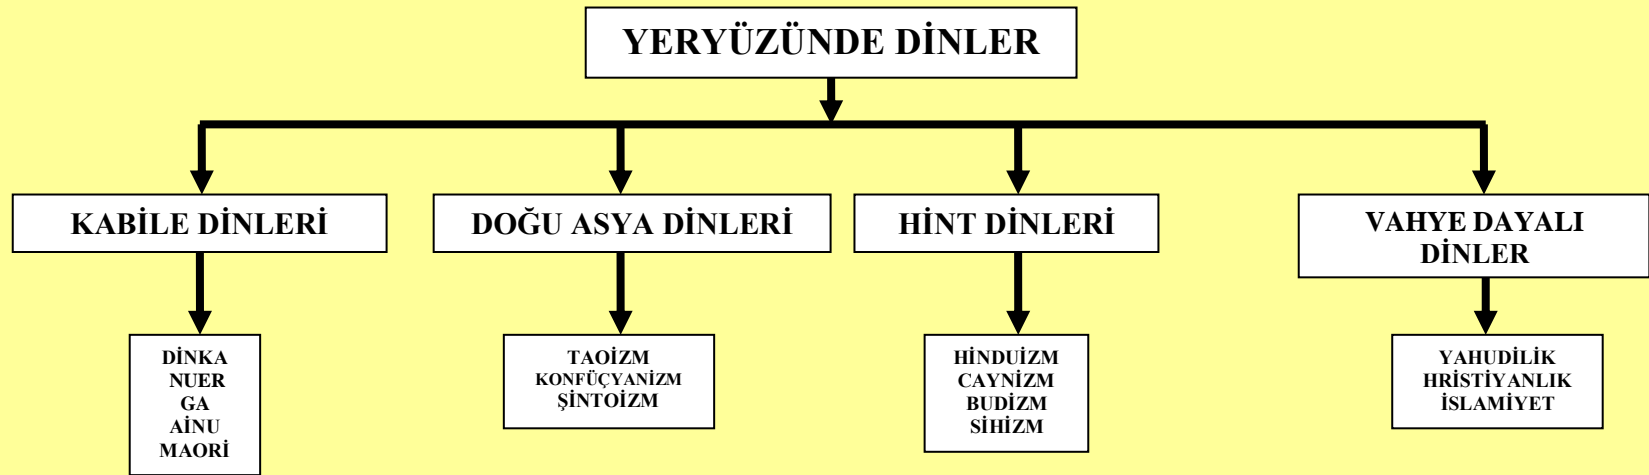 YERYÜZÜNDE DİNLER
KABİLE DİNLERİ
DOĞU ASYA DİNLERİ
HİNT DİNLERİ
VAHYE DAYALI
DİNLER
DİNKA
NUER
GA
AİNU
MAORİ
TAOİZM
KONFÜÇYANİZM
ŞİNTOİZM
HİNDUİZM
CAYNİZM
BUDİZM
SİHİZM
YAHUDİLİK
HRİSTİYANLIK
İSLAMİYET